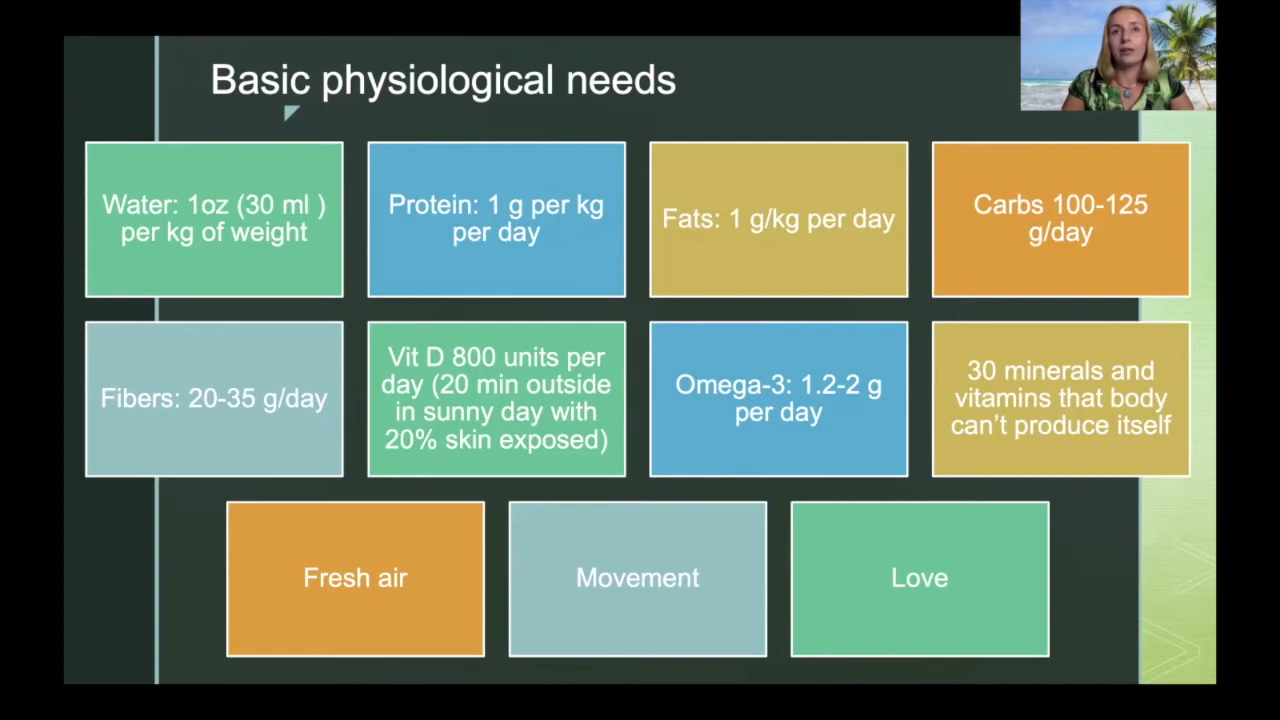 Basic physiological needs
Water: 1oz (30 ml )
per kg of weight
Protein: 1 g per kg
per day
Fats: 1 g/kg per day
Carbs 100-125
g/day
Fibers: 20-35 g/day
Vit D 800 units per
day (20 min outside
in sunny day with
20% skin exposed)
Omega-3: 1.2-2 g
per day
30 minerals and
vitamins that body
can’t produce itself
Fresh air
Movement
Love